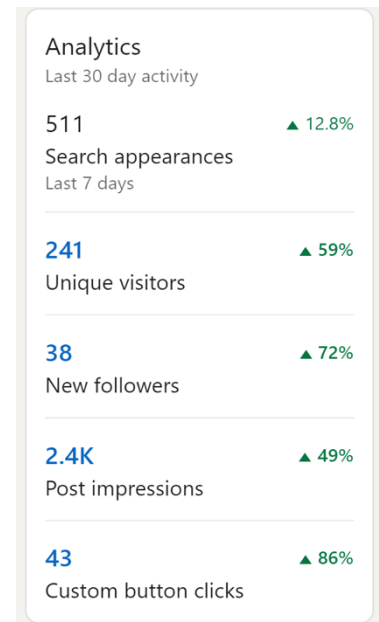 Analytics
Last 30 day activity
511 ▲ 12.8%
Search appearances
Last 7 days
241 ▲ 59%
Unique visitors
38 ▲ 72%
New followers
2.4K ▲ 49%
Post impressions
43 ▲ 86%
Custom button clicks